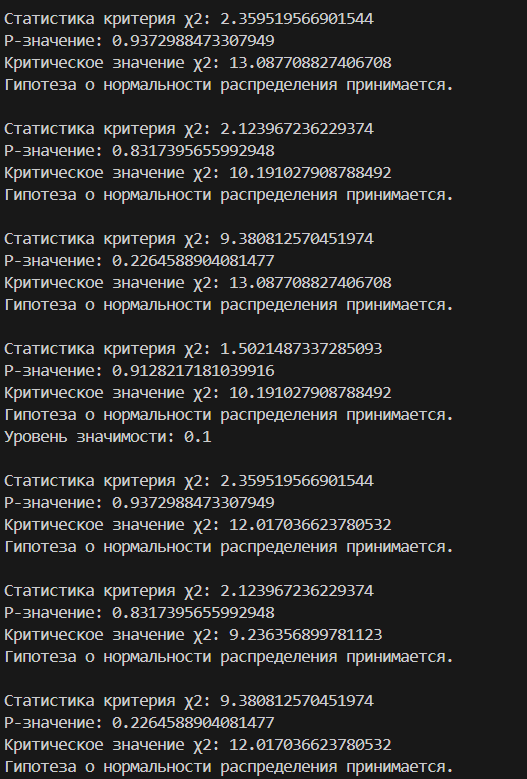 Статистика критерия χ2: 2.359519566901544
P-значение: 0.9372988473307949
Критическое значение χ2: 13.087708827406708
Гипотеза о нормальности распределения принимается.
Статистика критерия χ2: 2.123967236229374
P-значение: 0.8317395655992948
Критическое значение χ2: 10.191027908788492
Гипотеза о нормальности распределения принимается.
Статистика критерия χ2: 9.380812570451974
P-значение: 0.2264588904081477
Критическое значение χ2: 13.087708827406708
Гипотеза о нормальности распределения принимается.
Статистика критерия χ2: 1.5021487337285093
P-значение: 0.9128217181039916
Критическое значение χ2: 10.191027908788492
Гипотеза о нормальности распределения принимается.
Уровень значимости: 0.1
Статистика критерия χ2: 2.359519566901544
P-значение: 0.9372988473307949
Критическое значение χ2: 12.017036623780532
Гипотеза о нормальности распределения принимается.
Статистика критерия χ2: 2.123967236229374
P-значение: 0.8317395655992948
Критическое значение χ2: 9.236356899781123
Гипотеза о нормальности распределения принимается.
Статистика критерия χ2: 9.380812570451974
P-значение: 0.2264588904081477
Критическое значение χ2: 12.017036623780532
Гипотеза о нормальности распределения принимается.